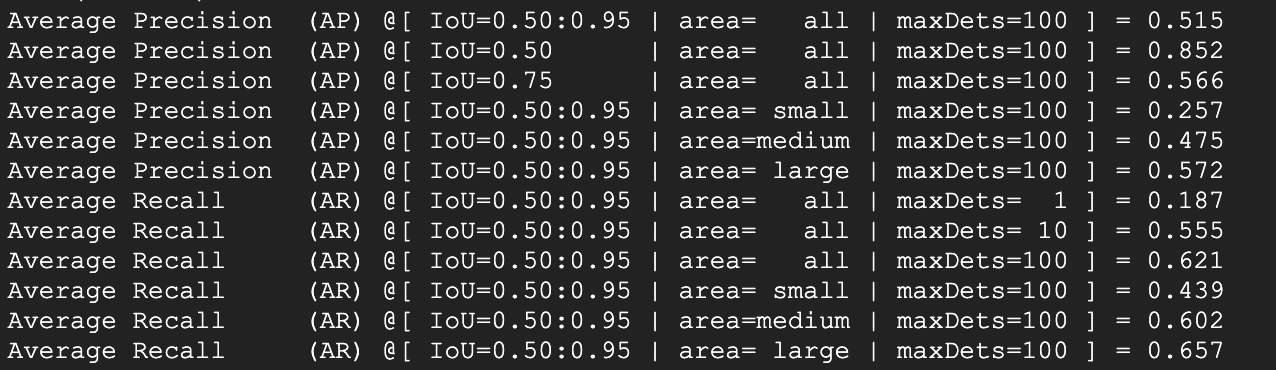 Average Precision  (AP) @[ IoU=0.50:0.95 | area=   all | maxDets=100 ] = 0.515
Average Precision  (AP) @[ IoU=0.50      | area=   all | maxDets=100 ] = 0.852
Average Precision  (AP) @[ IoU=0.75      | area=   all | maxDets=100 ] = 0.566
Average Precision  (AP) @[ IoU=0.50:0.95 | area= small | maxDets=100 ] = 0.257
Average Precision  (AP) @[ IoU=0.50:0.95 | area=medium | maxDets=100 ] = 0.475
Average Precision  (AP) @[ IoU=0.50:0.95 | area= large | maxDets=100 ] = 0.572
Average Recall     (AR) @[ IoU=0.50:0.95 | area=   all | maxDets=  1 ] = 0.187
Average Recall     (AR) @[ IoU=0.50:0.95 | area=   all | maxDets= 10 ] = 0.555
Average Recall     (AR) @[ IoU=0.50:0.95 | area=   all | maxDets=100 ] = 0.621
Average Recall     (AR) @[ IoU=0.50:0.95 | area= small | maxDets=100 ] = 0.439
Average Recall     (AR) @[ IoU=0.50:0.95 | area=medium | maxDets=100 ] = 0.602
Average Recall     (AR) @[ IoU=0.50:0.95 | area= large | maxDets=100 ] = 0.657